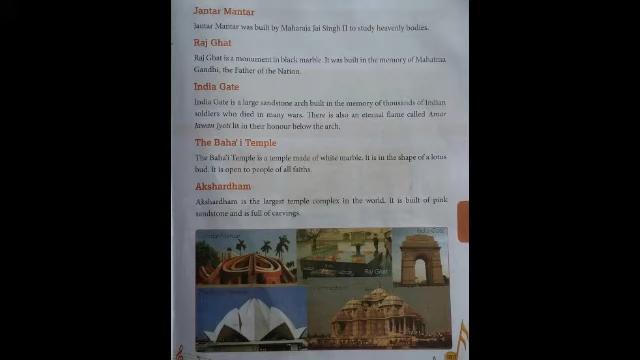 Jantar Mantar
Jantar Mantar was built by Maharaja Jai Singh II to study heavenly bodies.
Raj Ghat
Raj Ghat is a monument in black marble. It was built in the memory of Mahatma
Gandhi, the Father of the Nation.
India Gate
India Gate is a large sandstone arch built in the memory of thousands of Indian
soldiers who died in many wars. There is also an eternal flame called Amar
Jawan Jyoti lit in their honour below the arch.
The Baha'i Temple
The Baha'i Temple is a temple made of white marble. It is in the shape of a lotus
bud. It is open to people of all faiths.
Akshardham
Akshardham is the largest temple complex in the world. It is built of pink
sandstone and is full of carvings.
Jantar Mantar
India Gate
Raj Ghat